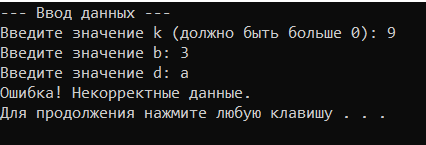 --- Ввод данных ---
Введите значение k (должно быть больше 0): 9
Введите значение b: 3
Введите значение d: a
Ошибка! Некорректные данные.
Для продолжения нажмите любую клавишу . . .